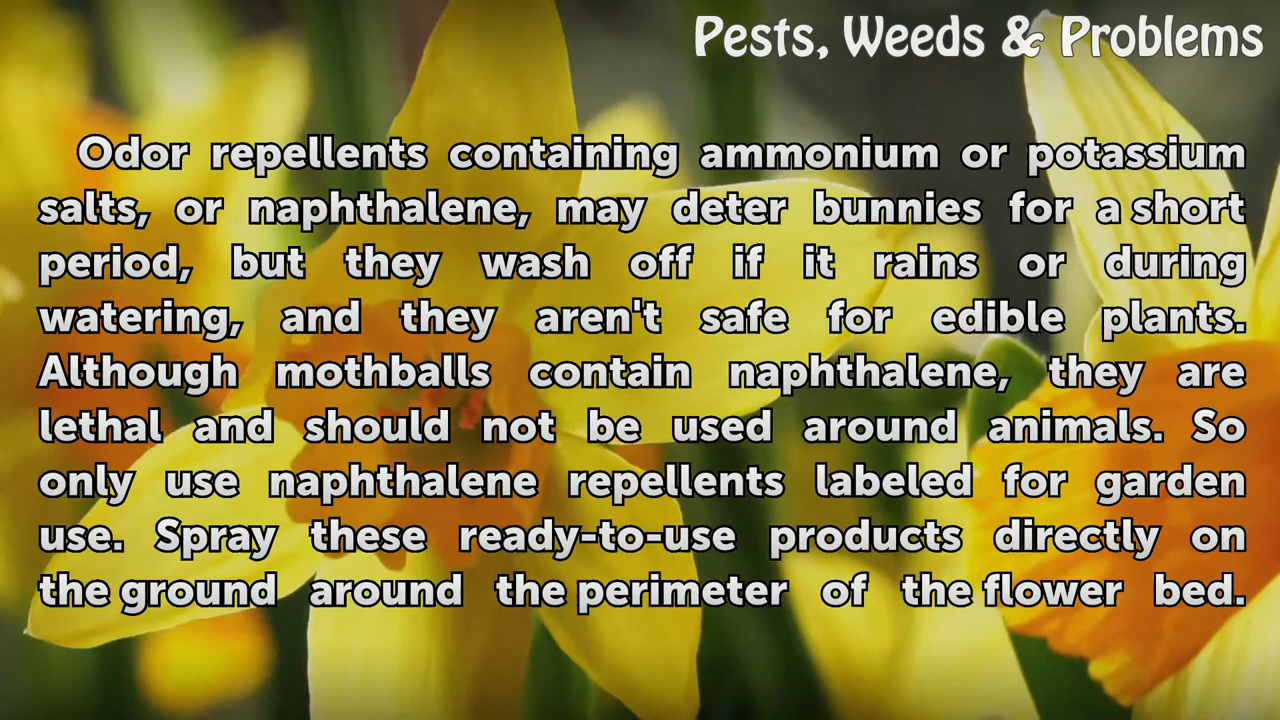 Pests, Weeds & Problems
Odor repellents containing ammonium or potassium
salts, or naphthalene, may deter bunnies for a short
period, but they wash off if it rains or during
watering, and they aren't safe for edible plants.
Although mothballs contain naphthalene, they are
lethal and should not be used around animals. So
only use naphthalene repellents labeled for garden
use. Spray these ready-to-use products directly on
the ground around the perimeter of the flower bed.